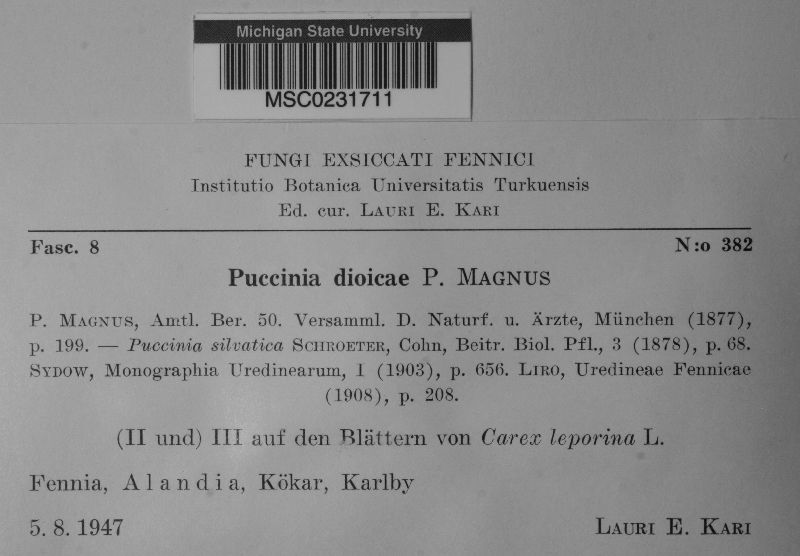 Michigan State University
MSC0231711
FUNGI EXSICCATI FENNICI
Institutio Botanica Universitatis Turkuensis
Ed. cur. LAURI E. KARI
Fasc. 8 N:o 382
Puccinia dioicae P. MAGNUS
P. MAGNUS, Amtl. Ber. 50. Versamml. D. Naturf. u. Ärzte, München (1877),
p. 199. — Puccinia silvatica SCHROETER, Cohn, Beitr. Biol. Pfl., 3 (1878), p. 68.
SYDOW, Monographia Uredinearum, I (1903), p. 656. LIRO, Uredineae Fennicae
(1908), p. 208.
(II und) III auf den Blättern von Carex leporina L.
Fennia, Alandia, Kökar, Karlby
5. 8. 1947 LAURI E. KARI